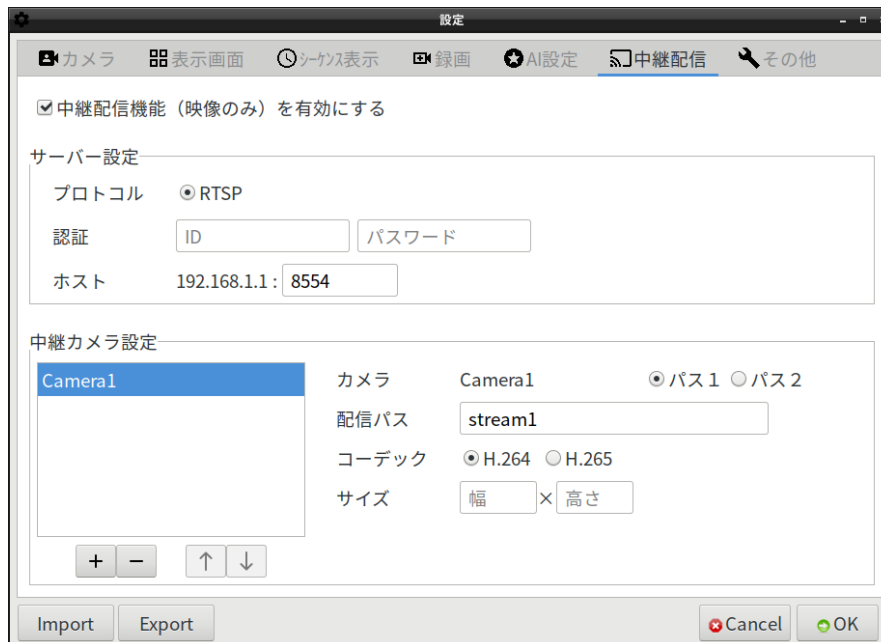 設定
カメラ 表示画面 シーケンス表示 録画 AI設定 中継配信 その他
中継配信機能（映像のみ）を有効にする
サーバー設定
プロトコル RTSP
認証 ID パスワード
ホスト 192.168.1.1 : 8554
中継カメラ設定
Camera1
カメラ Camera1 パス１ パス２
配信パス stream1
コーデック H.264 H.265
サイズ 幅 × 高さ
+ − ↑ ↓
Import Export Cancel OK